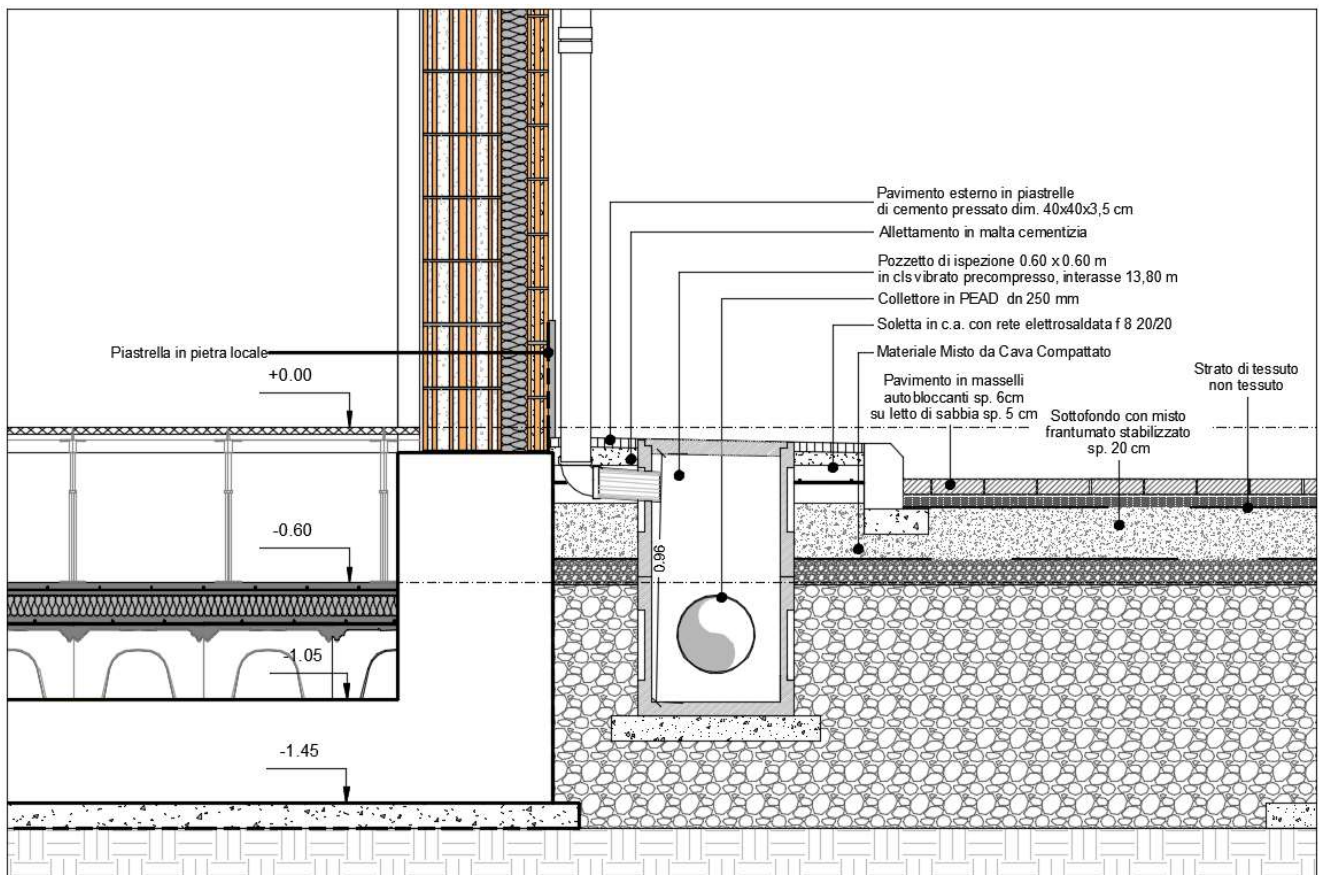 Pavimento esterno in piastrelle
di cemento pressato dim. 40x40x3,5 cm
Allettamento in malta cementizia
Pozzetto di ispezione 0.60 x 0.60 m
in cls vibrato precompresso, interasse 13,80 m
Collettore in PEAD dn 250 mm
Soletta in c.a. con rete elettrosaldata f 8 20/20
Materiale Misto da Cava Compattato
Piastrella in pietra locale
+0.00
Pavimento in masselli
autobloccanti sp. 6cm
su letto di sabbia sp. 5 cm
Sottofondo con misto
frantumato stabilizzato
sp. 20 cm
Strato di tessuto
non tessuto
-0.60
0.96
-1.05
-1.45